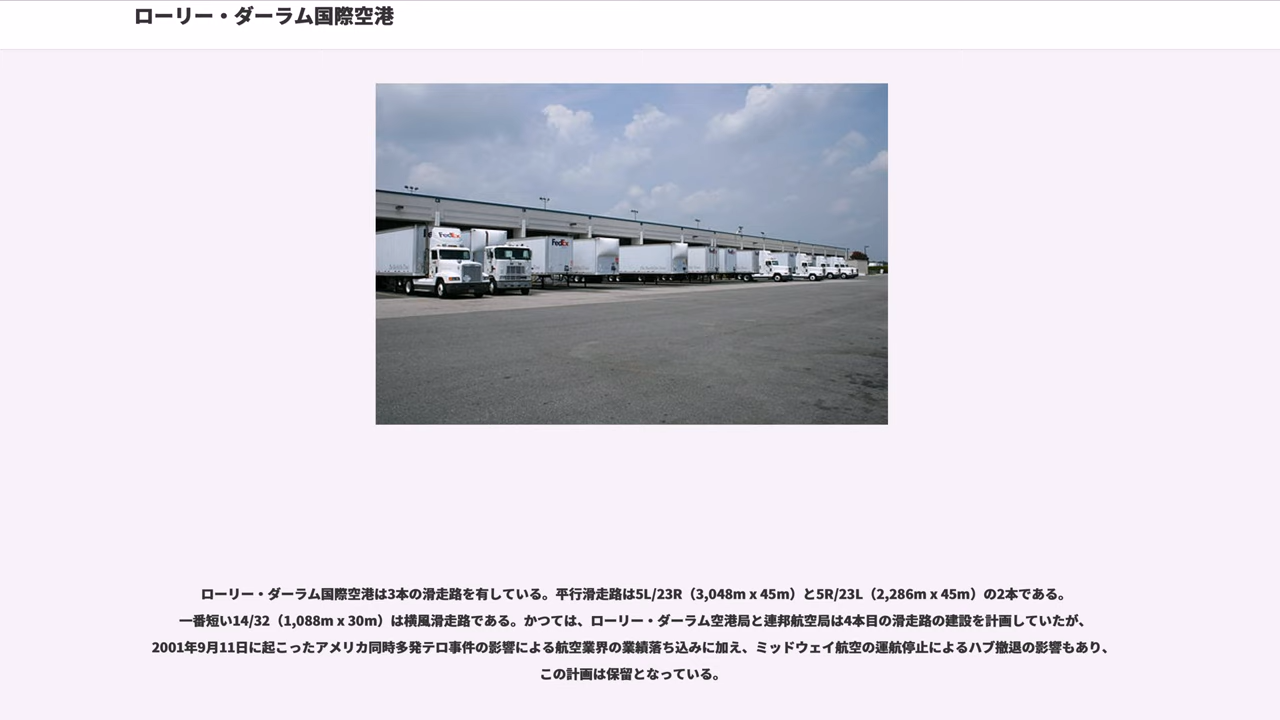 ローリー・ダーラム国際空港
FedEx
FedEx
ローリー・ダーラム国際空港は3本の滑走路を有している。平行滑走路は5L/23R（3,048m x 45m）と5R/23L（2,286m x 45m）の2本である。
一番短い14/32（1,088m x 30m）は横風滑走路である。かつては、ローリー・ダーラム空港局と連邦航空局は4本目の滑走路の建設を計画していたが、
2001年9月11日に起こったアメリカ同時多発テロ事件の影響による航空業界の業績落ち込みに加え、ミッドウェイ航空の運航停止によるハブ撤退の影響もあり、
この計画は保留となっている。